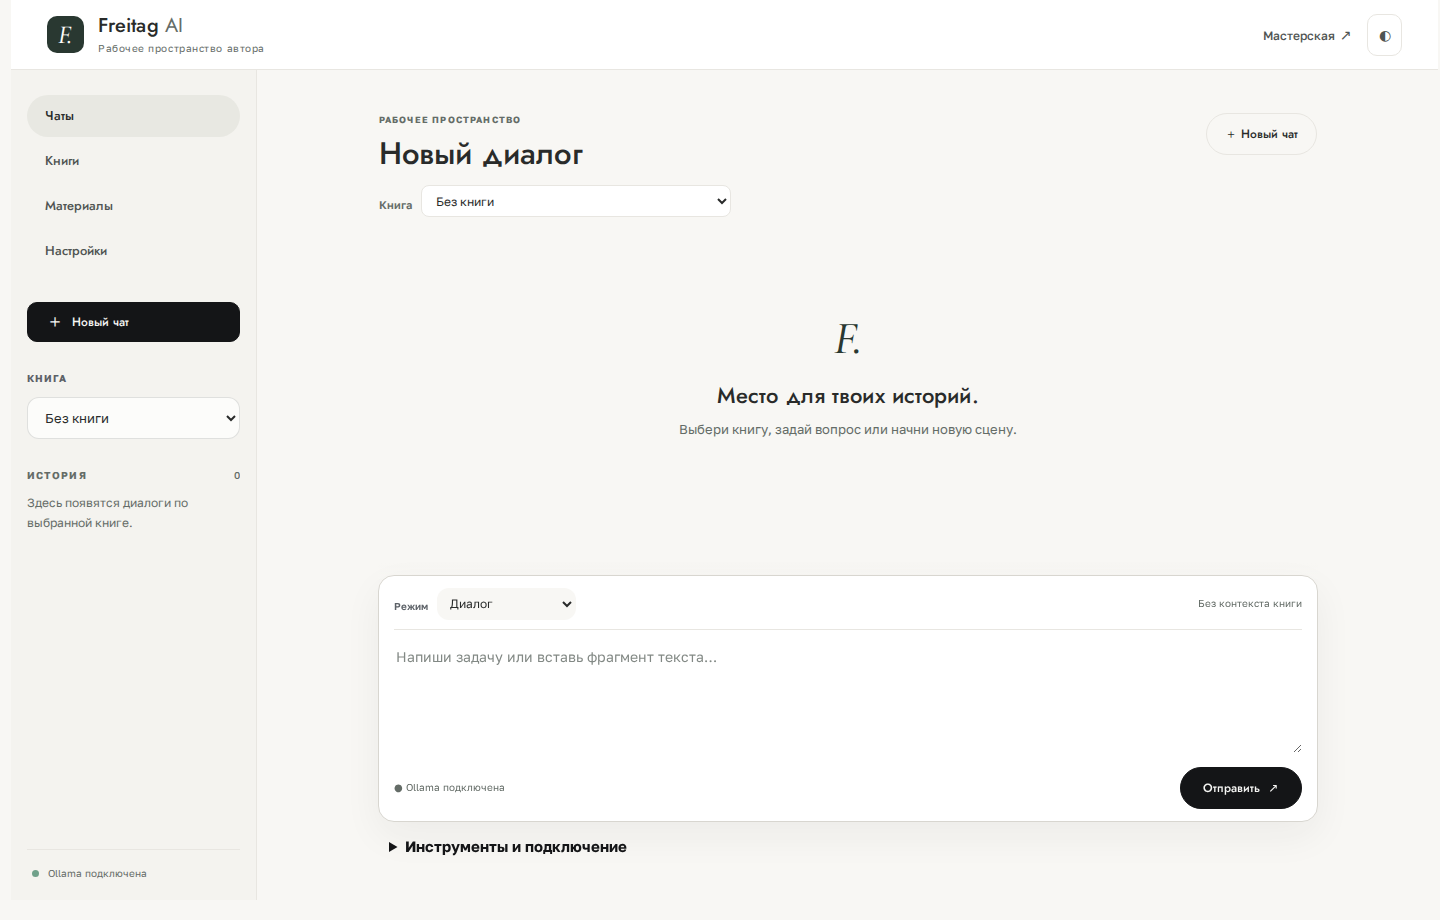 F.
Freitag AI
Рабочее пространство автора
Мастерская ↗
Чаты
Книги
Материалы
Настройки
+ Новый чат
КНИГА
Без книги
ИСТОРИЯ 0
Здесь появятся диалоги по
выбранной книге.
Ollama подключена
РАБОЧЕЕ ПРОСТРАНСТВО
Новый диалог
+ Новый чат
Книга Без книги
F.
Место для твоих историй.
Выбери книгу, задай вопрос или начни новую сцену.
Режим Диалог Без контекста книги
Напиши задачу или вставь фрагмент текста...
Ollama подключена
Отправить ↗
Инструменты и подключение